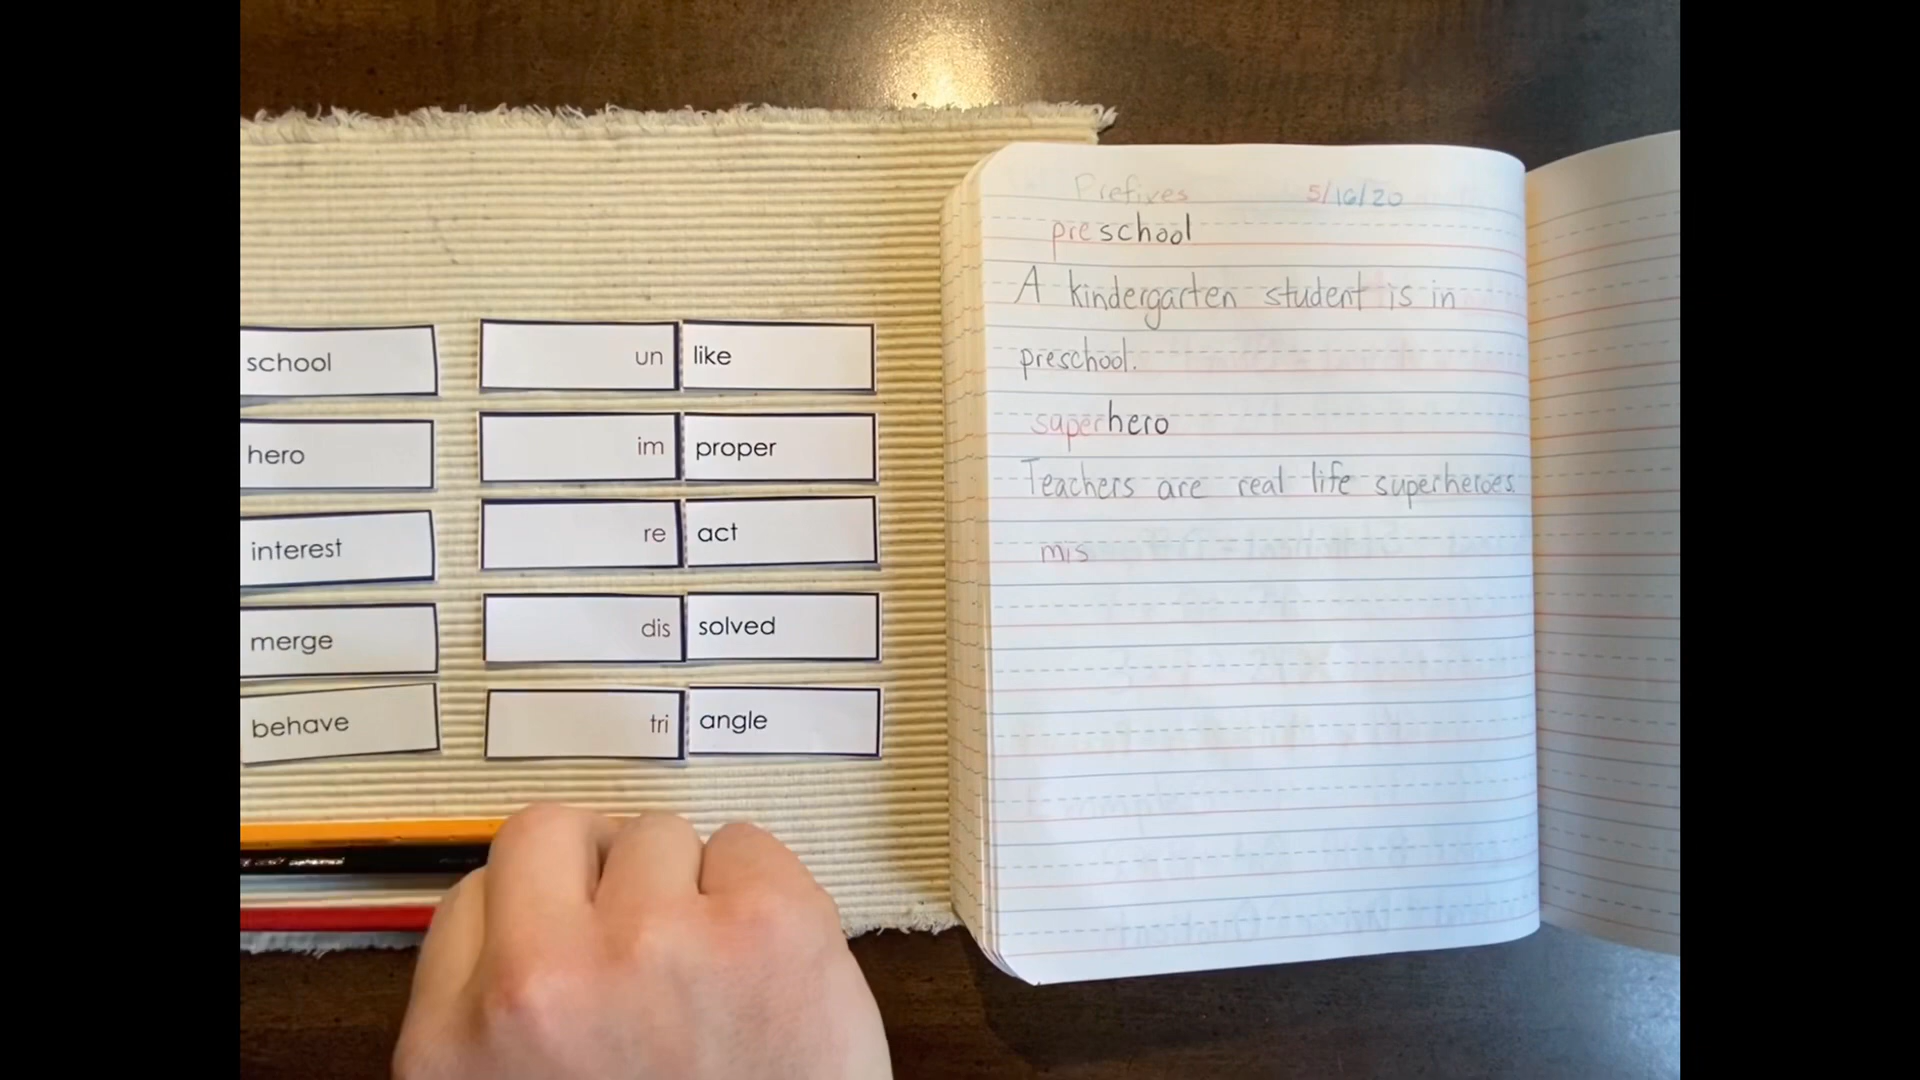 school
hero
interest
merge
behave
un like
im proper
re act
dis solved
tri angle
Prefixes 5/16/20
preschool
A kindergarten student is in
preschool.
superhero
Teachers are real life superheroes.
mis